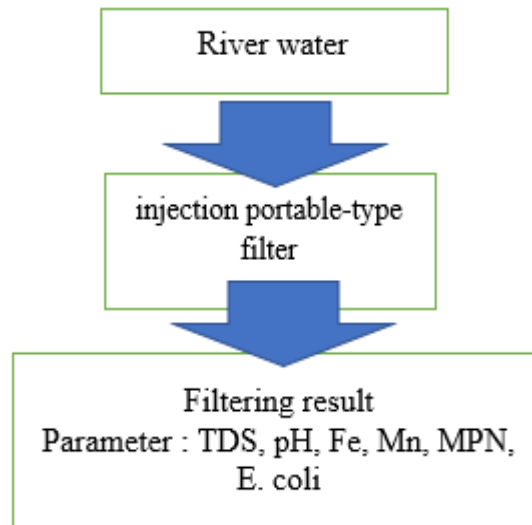 River water
injection portable-type
filter
Filtering result
Parameter : TDS, pH, Fe, Mn, MPN,
E. coli